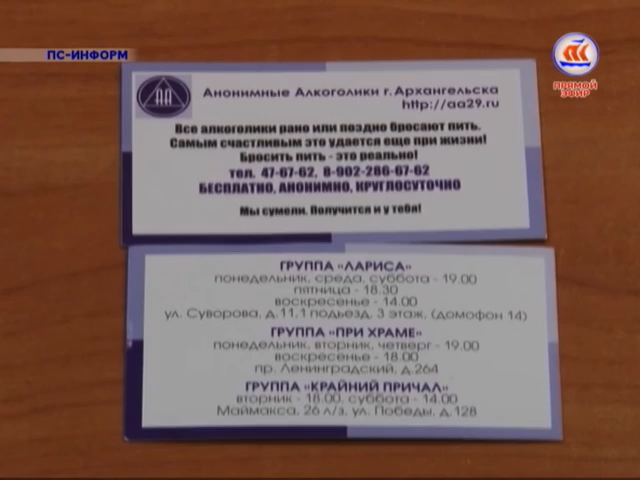 ПС-ИНФОРМ
ПРЯМОЙ
ЭФИР
АА
Анонимные Алкоголики г.Архангельска
http://aa29.ru
Все алкоголики рано или поздно бросают пить.
Самым счастливым это удается еще при жизни!
Бросить пить - это реально!
тел. 47-67-62, 8-902-286-67-62
БЕСПЛАТНО, АНОНИМНО, КРУГЛОСУТОЧНО
Мы сумели. Получится и у тебя!
ГРУППА «ЛАРИСА»
понедельник, среда, суббота - 19.00
пятница - 18.30
воскресенье - 14.00
ул. Суворова, д.11,1 подьезд, 3 этаж, (домофон 14)
ГРУППА «ПРИ ХРАМЕ»
понедельник, вторник, четверг - 19.00
воскресенье - 18.00
пр. Ленинградский, д.264
ГРУППА «КРАЙНИЙ ПРИЧАЛ»
вторник - 18.00, суббота - 14.00
Маймакса, 26 л/з, ул. Победы, д.128